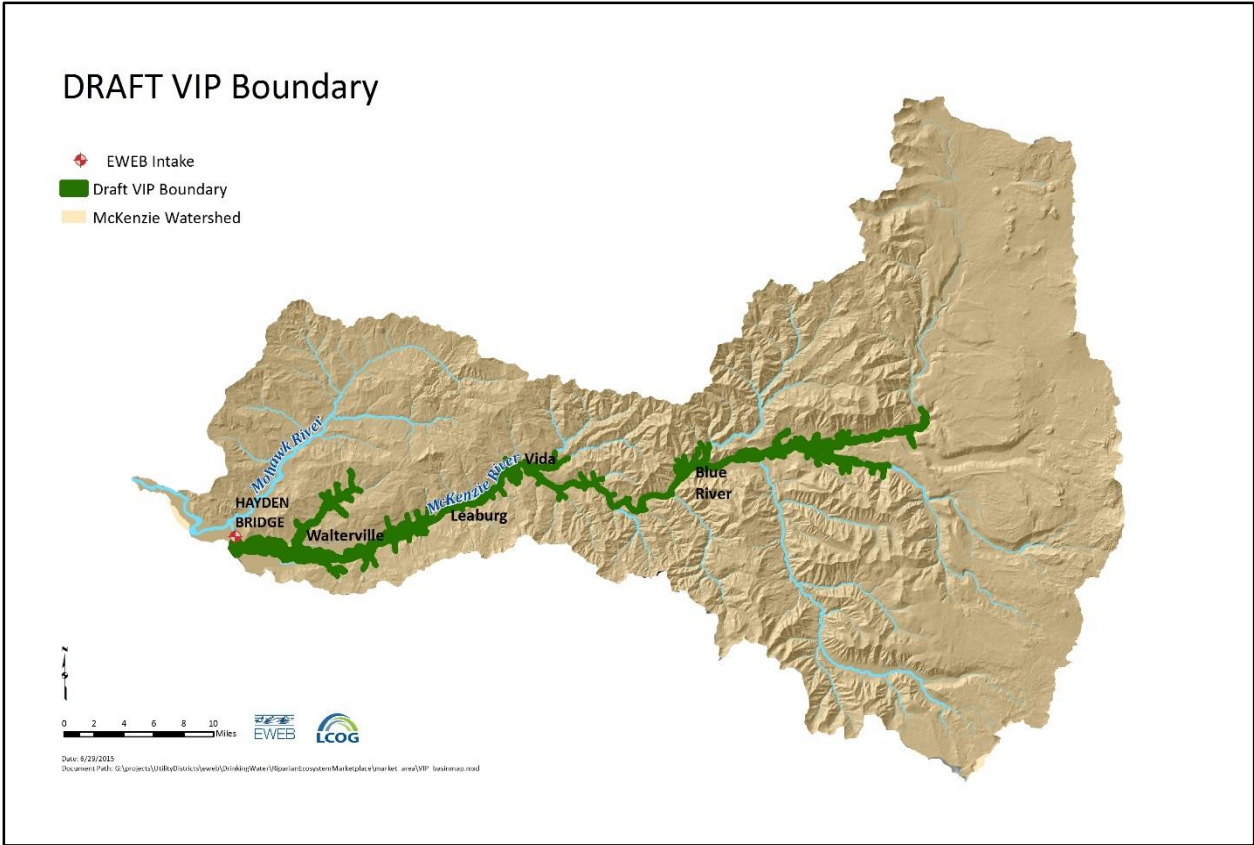 DRAFT VIP Boundary
EWEB Intake
Draft VIP Boundary
McKenzie Watershed
Mohawk River
HAYDEN
BRIDGE
Walterville
McKenzie River
Leaburg
Vida
Blue
River
N
0 2 4 6 8 10
Miles
EWEB
LCOG
Date: 6/29/2015
Document Path: G:\projects\UtilityDistricts\eweb\DrinkingWater\RiparianEcosystemMarketplace\market_area\VIP_basinmap.mxd